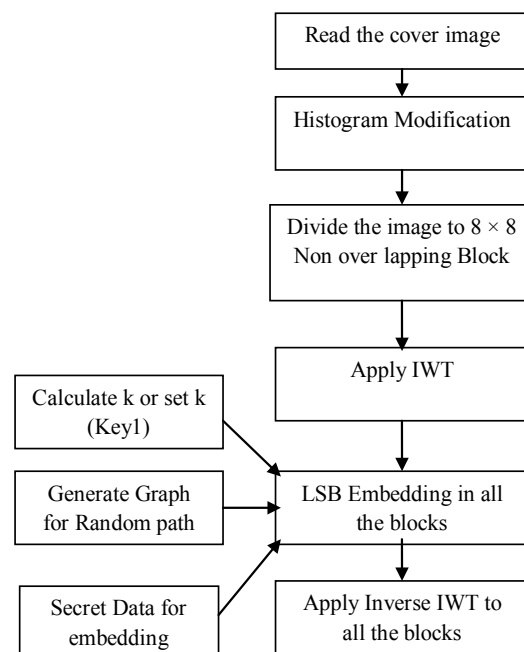 Read the cover image
Histogram Modification
Divide the image to 8 × 8
Non over lapping Block
Apply IWT
Calculate k or set k
(Key1)
Generate Graph
for Random path
LSB Embedding in all
the blocks
Secret Data for
embedding
Apply Inverse IWT to
all the blocks